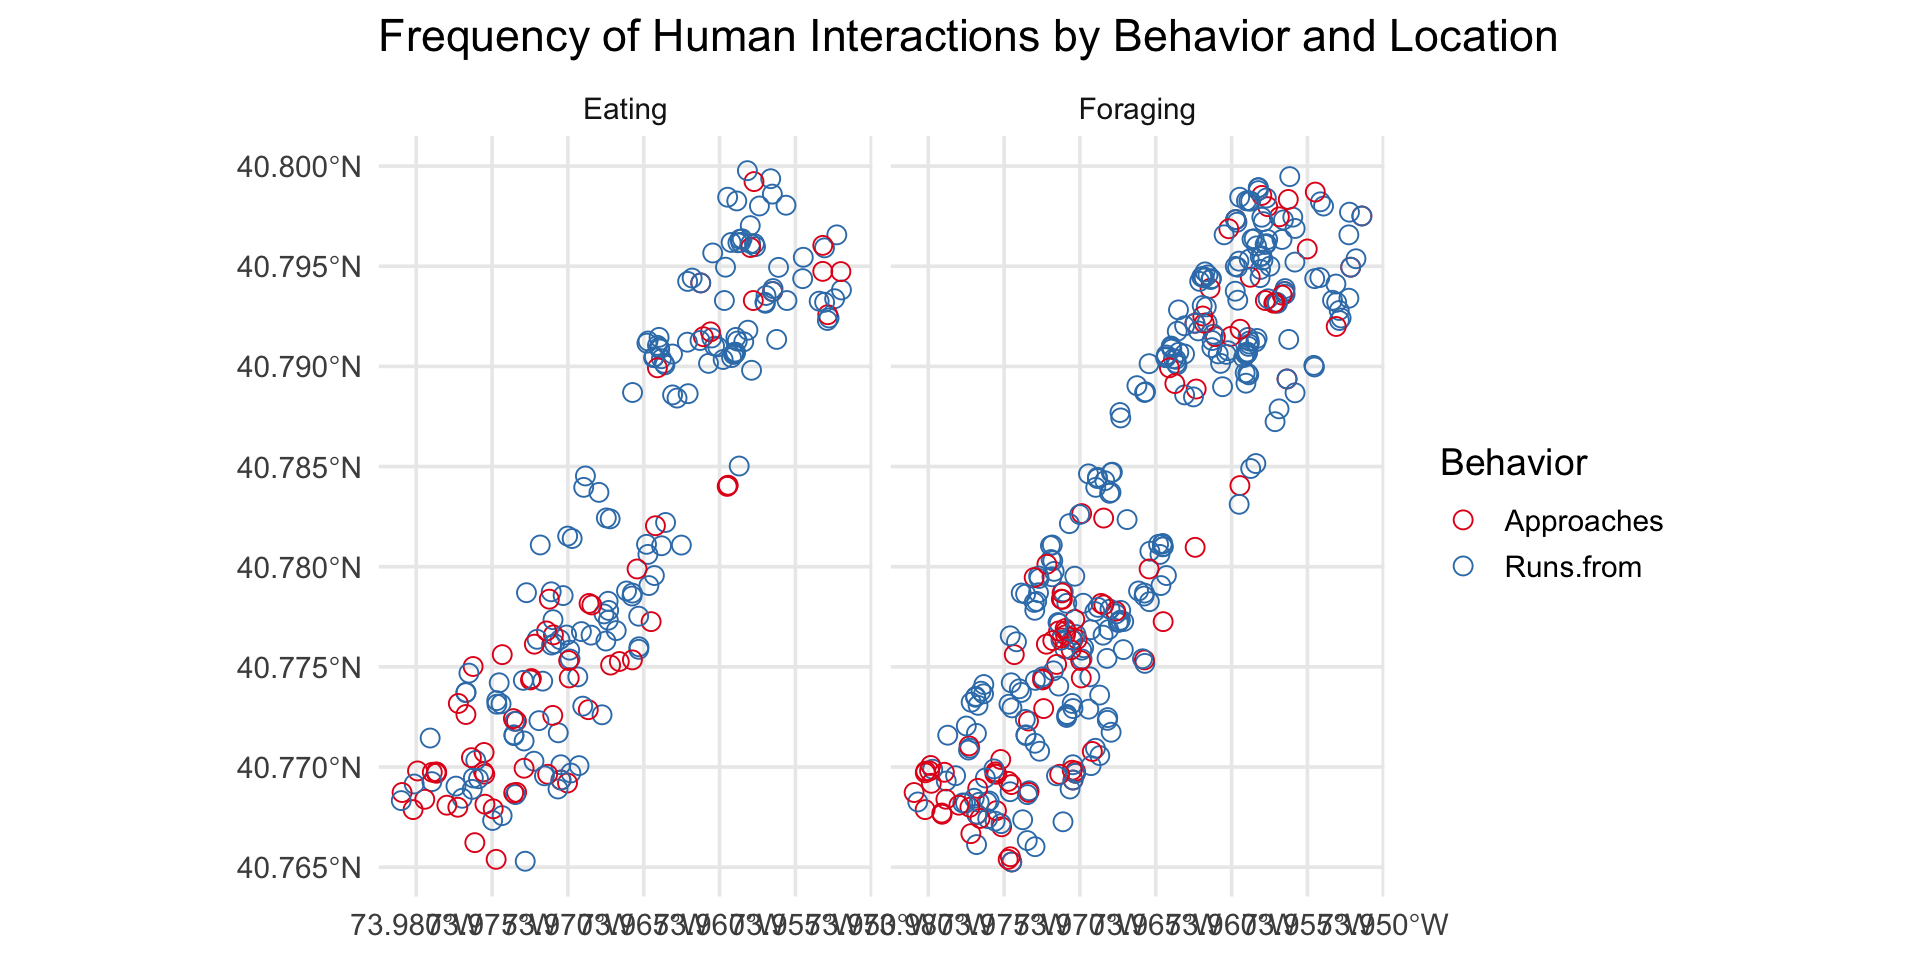 Frequency of Human Interactions by Behavior and Location
Eating
Foraging
40.800°N
40.795°N
40.790°N
40.785°N
40.780°N
40.775°N
40.770°N
40.765°N
Behavior
Approaches
Runs.from